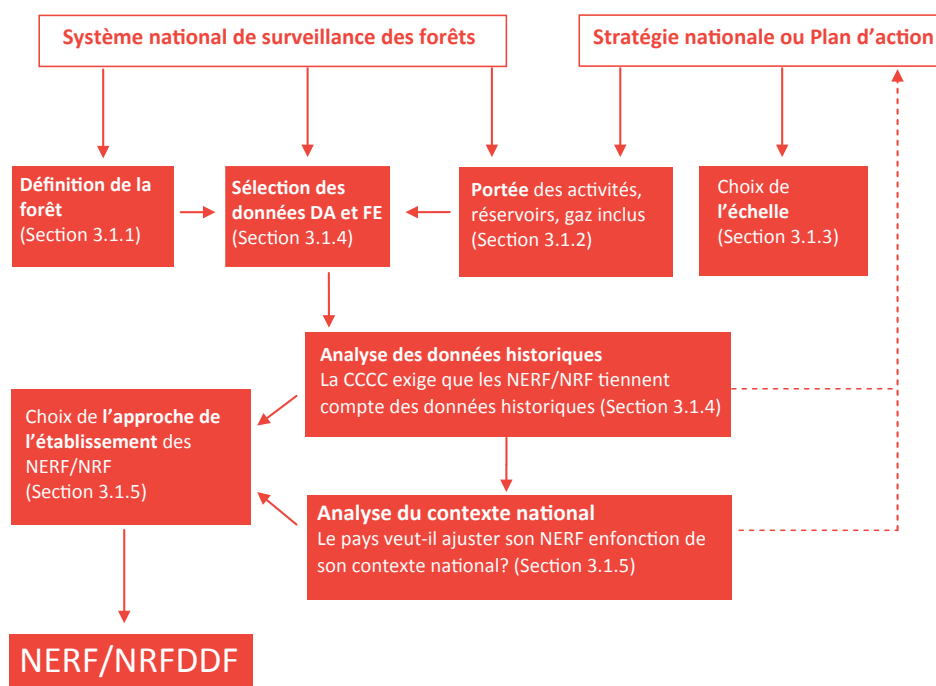 Système national de surveillance des forêts
Stratégie nationale ou Plan d’action
Définition de la
forêt
(Section 3.1.1)
Sélection des
données DA et FE
(Section 3.1.4)
Portée des activités,
réservoirs, gaz inclus
(Section 3.1.2)
Choix de
l’échelle
(Section 3.1.3)
Analyse des données historiques
La CCCC exige que les NERF/NRF tiennent
compte des données historiques (Section 3.1.4)
Choix de l’approche de
l’établissement des
NERF/NRF
(Section 3.1.5)
Analyse du contexte national
Le pays veut-il ajuster son NERF enfonction de
son contexte national? (Section 3.1.5)
NERF/NRFDDF